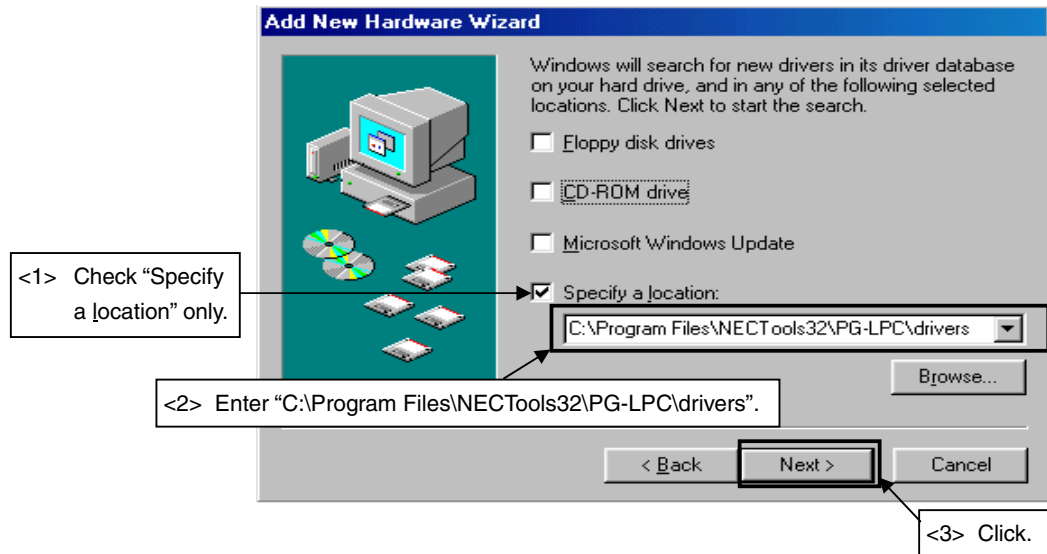 Add New Hardware Wizard
Windows will search for new drivers in its driver database
on your hard drive, and in any of the following selected
locations. Click Next to start the search.
Floppy disk drives
CD-ROM drive
Microsoft Windows Update
<1> Check “Specify
a location” only.
Specify a location:
C:\Program Files\NECTools32\PG-LPC\drivers
Browse...
<2> Enter “C:\Program Files\NECTools32\PG-LPC\drivers”.
< Back
Next >
Cancel
<3> Click.